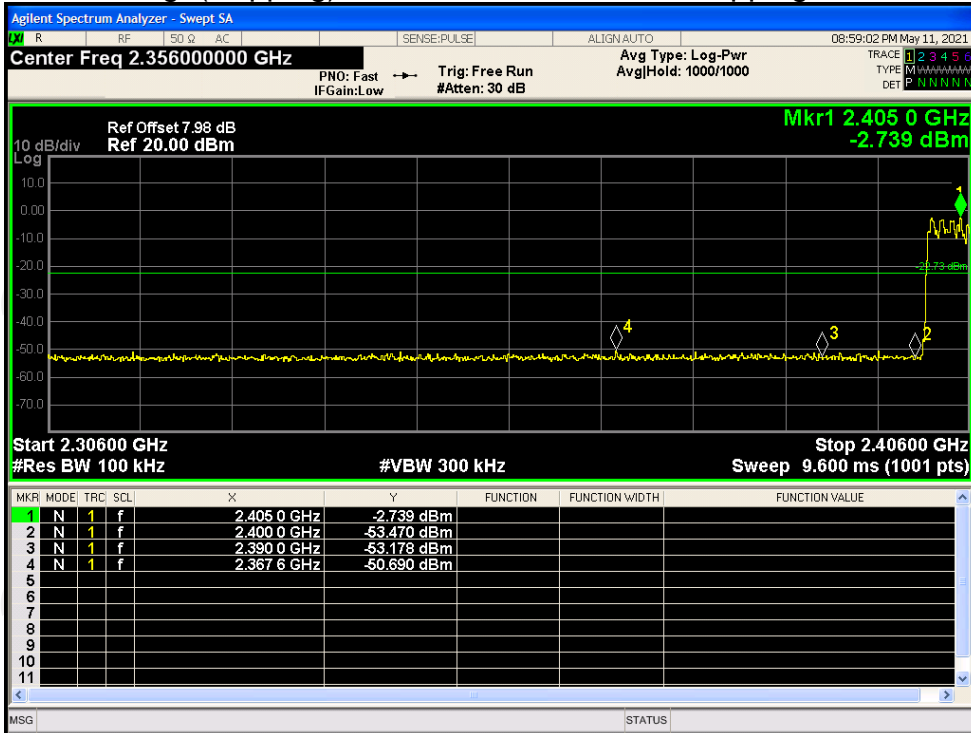 Agilent Spectrum Analyzer - Swept SA
LXI R RF 50 Ω AC SENSE:PULSE ALIGN AUTO 08:59:02 PM May 11, 2021
Center Freq 2.356000000 GHz
PNO: Fast Trig: Free Run Avg Type: Log-Pwr TRACE 1 2 3 4 5 6
IFGain:Low #Atten: 30 dB Avg|Hold: 1000/1000 TYPE M
DET P N N N N N
Mkr1 2.405 0 GHz
-2.739 dBm
Ref Offset 7.98 dB
10 dB/div Ref 20.00 dBm
Log
1
10.0
0.00
-10.0
-20.0
-22.73 dBm
-30.0
-40.0
4 3 2
-50.0
-60.0
-70.0
Start 2.30600 GHz Stop 2.40600 GHz
#Res BW 100 kHz #VBW 300 kHz Sweep 9.600 ms (1001 pts)
MKR MODE TRC SCL X Y FUNCTION FUNCTION WIDTH FUNCTION VALUE
1 N 1 f 2.405 0 GHz -2.739 dBm
2 N 1 f 2.400 0 GHz -53.470 dBm
3 N 1 f 2.390 0 GHz -53.178 dBm
4 N 1 f 2.367 6 GHz -50.690 dBm
5
6
7
8
9
10
11
MSG STATUS